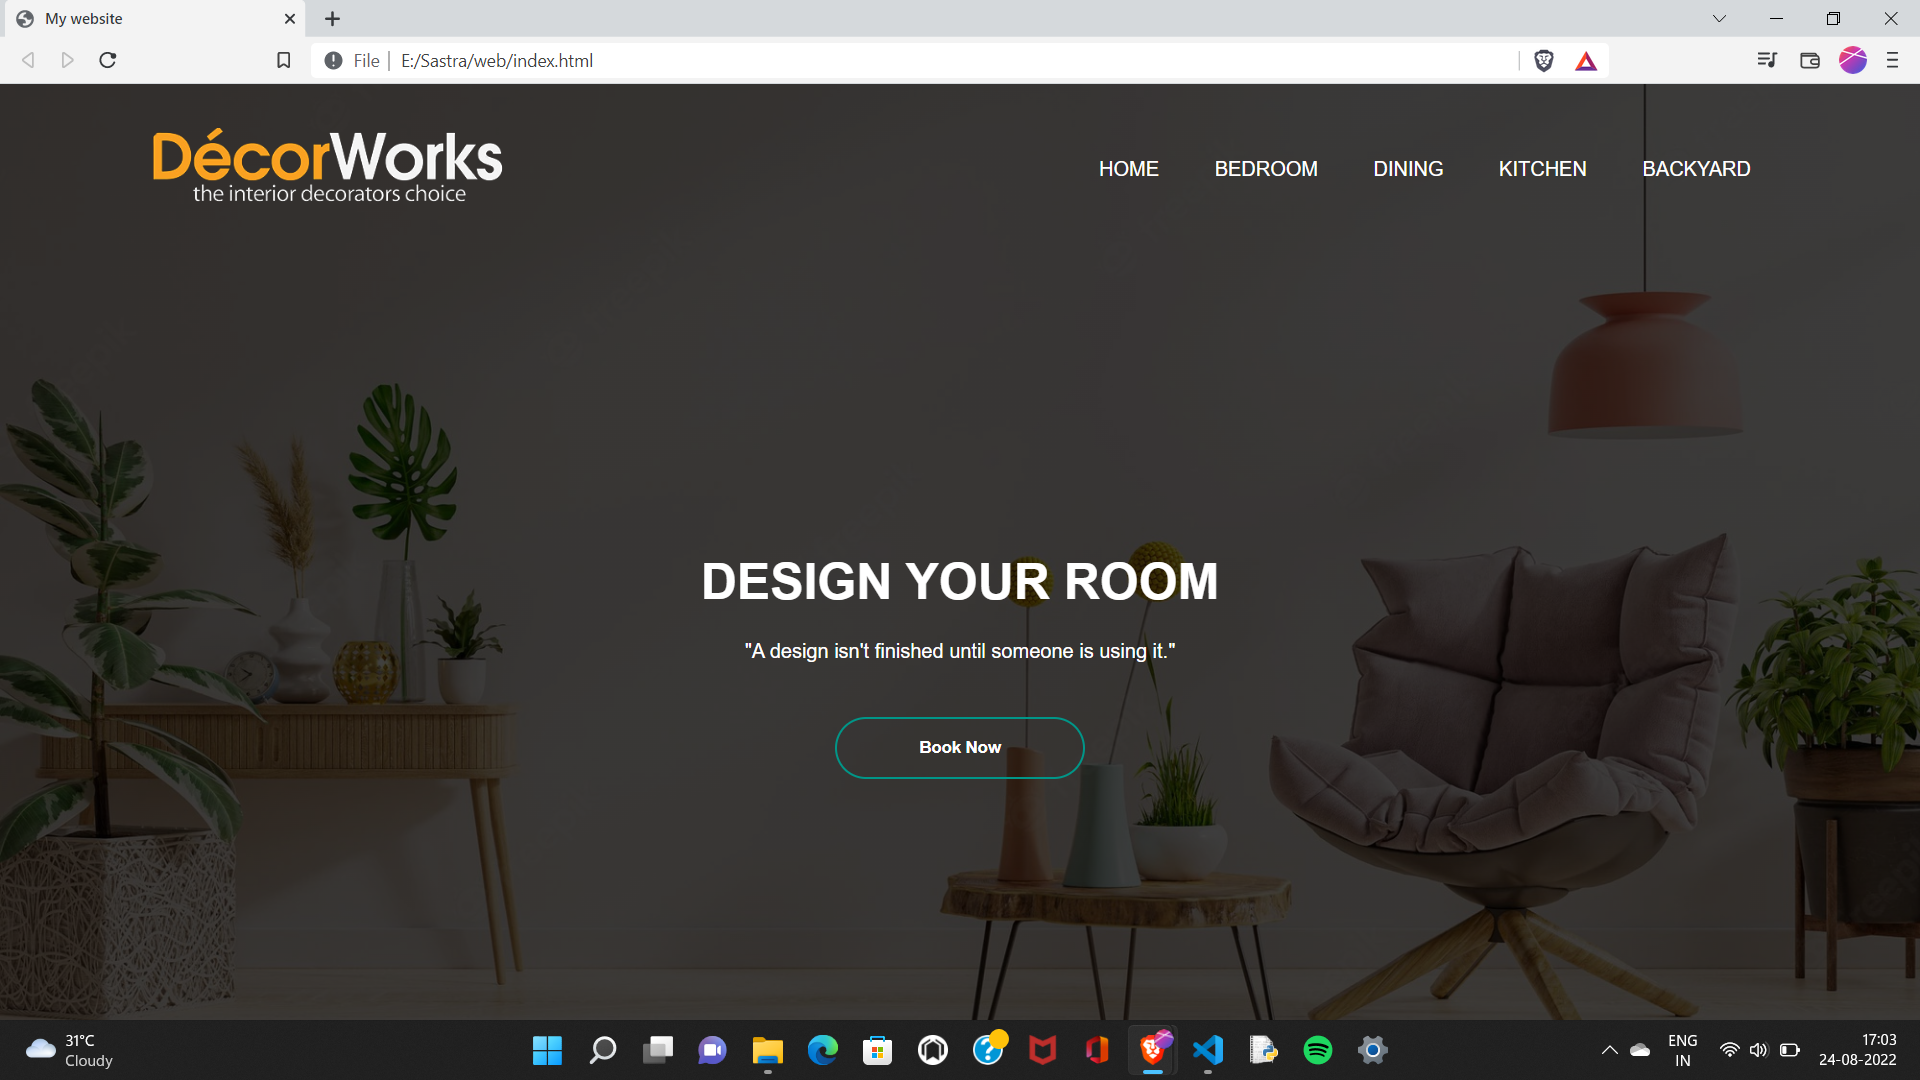 My website
File
E:/Sastra/web/index.html
DécorWorks
the interior decorators choice
HOME
BEDROOM
DINING
KITCHEN
BACKYARD
DESIGN YOUR ROOM
"A design isn't finished until someone is using it."
Book Now
31°C
Cloudy
ENG
IN
17:03
24-08-2022